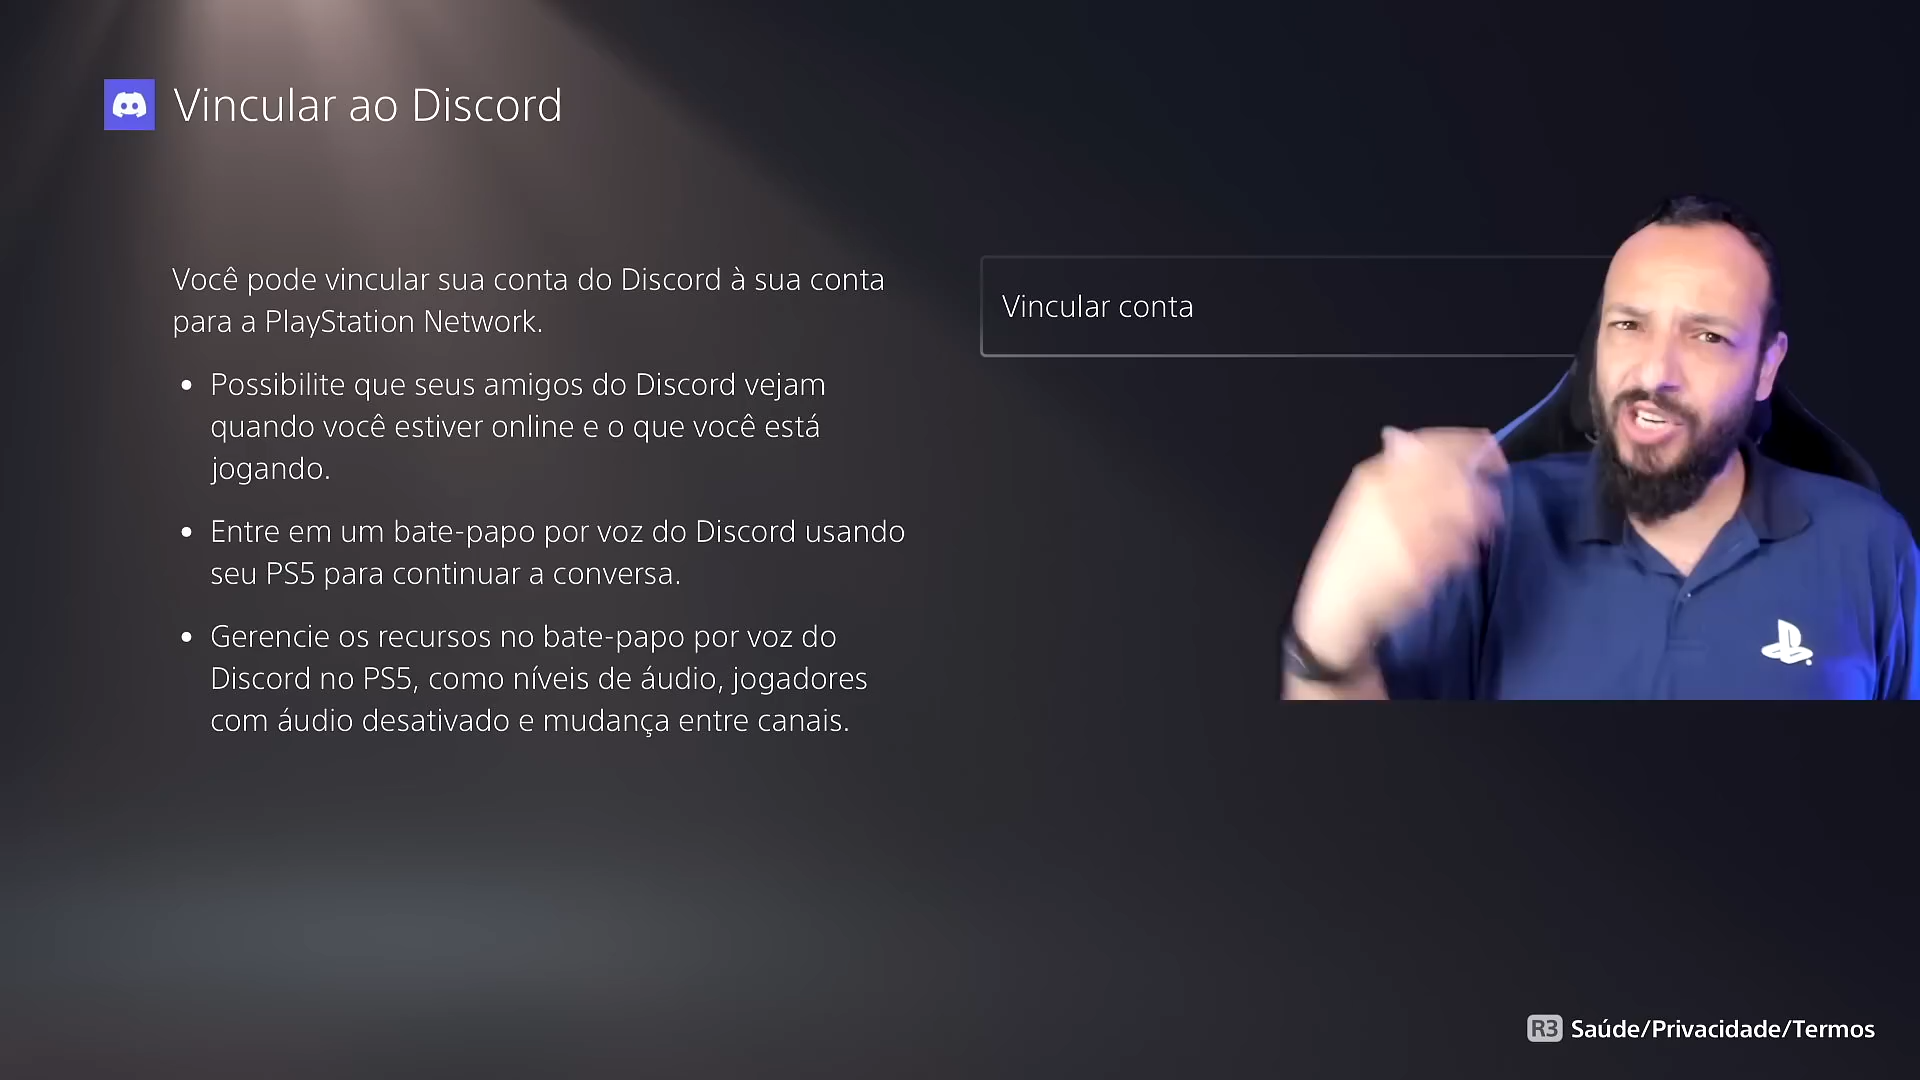 Vincular ao Discord
Você pode vincular sua conta do Discord à sua conta
para a PlayStation Network.
• Possibilite que seus amigos do Discord vejam
quando você estiver online e o que você está
jogando.
• Entre em um bate-papo por voz do Discord usando
seu PS5 para continuar a conversa.
• Gerencie os recursos no bate-papo por voz do
Discord no PS5, como níveis de áudio, jogadores
com áudio desativado e mudança entre canais.
Vincular conta
R3 Saúde/Privacidade/Termos